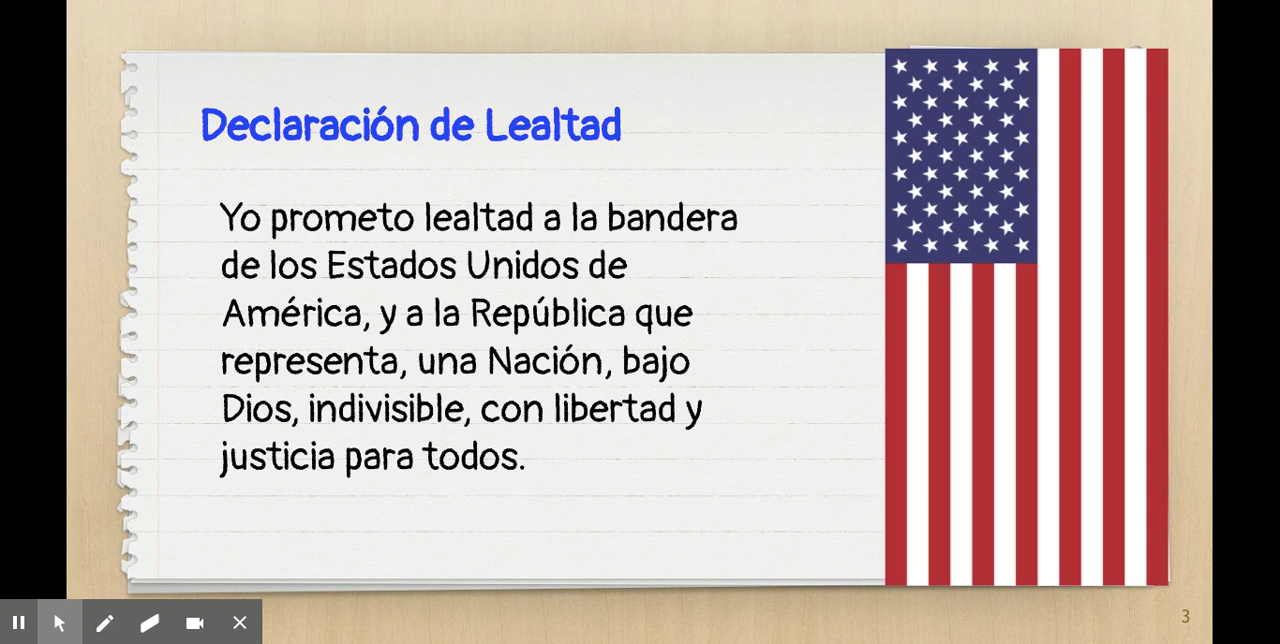 Declaración de Lealtad
Yo prometo lealtad a la bandera
de los Estados Unidos de
América, y a la República que
representa, una Nación, bajo
Dios, indivisible, con libertad y
justicia para todos.
3